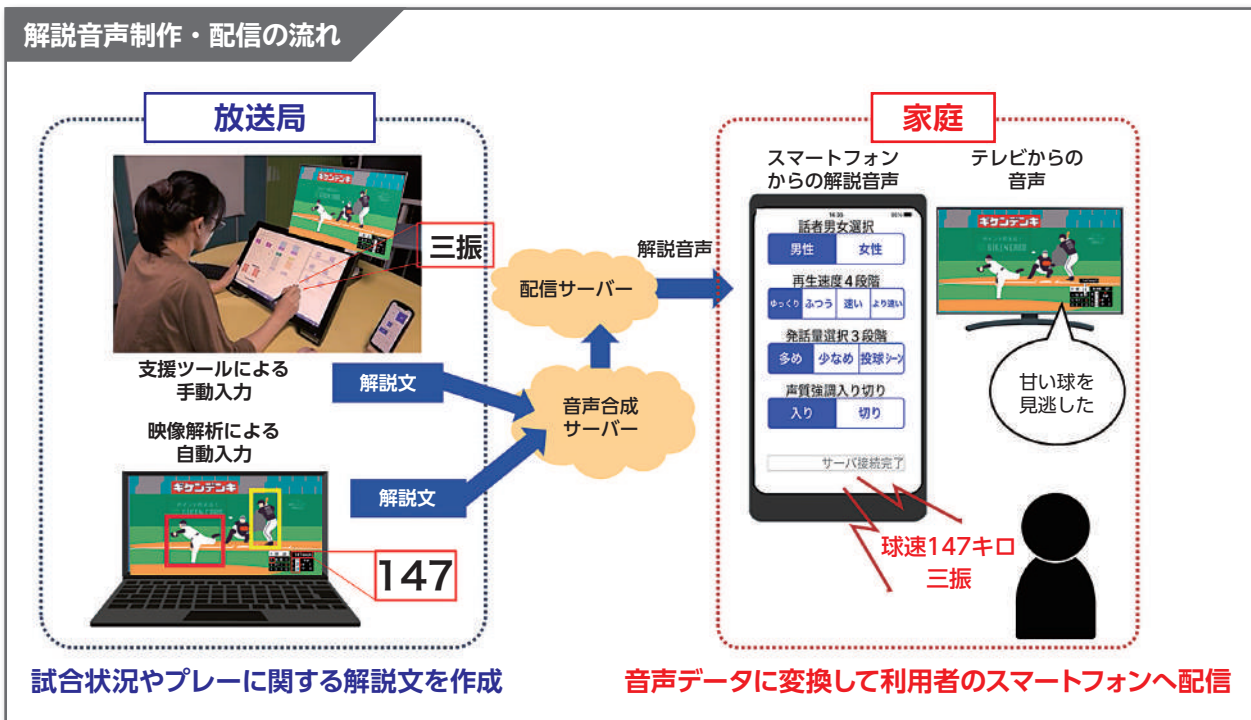 解説音声制作・配信の流れ
放送局
三振
支援ツールによる
手動入力
解説文
映像解析による
自動入力
ギケンデンキ
解説文
147
試合状況やプレーに関する解説文を作成
音声合成
サーバー
配信サーバー
解説音声
家庭
スマートフォン
からの解説音声
話者男女選択
男性 女性
再生速度4段階
ゆっくり ふつう 速い より速い
発話量選択3段階
多め 少なめ 投球シーン
声質強調入り切り
入り 切り
サーバ接続完了
テレビからの
音声
ギケンデンキ
甘い球を
見逃した
球速147キロ
三振
音声データに変換して利用者のスマートフォンへ配信